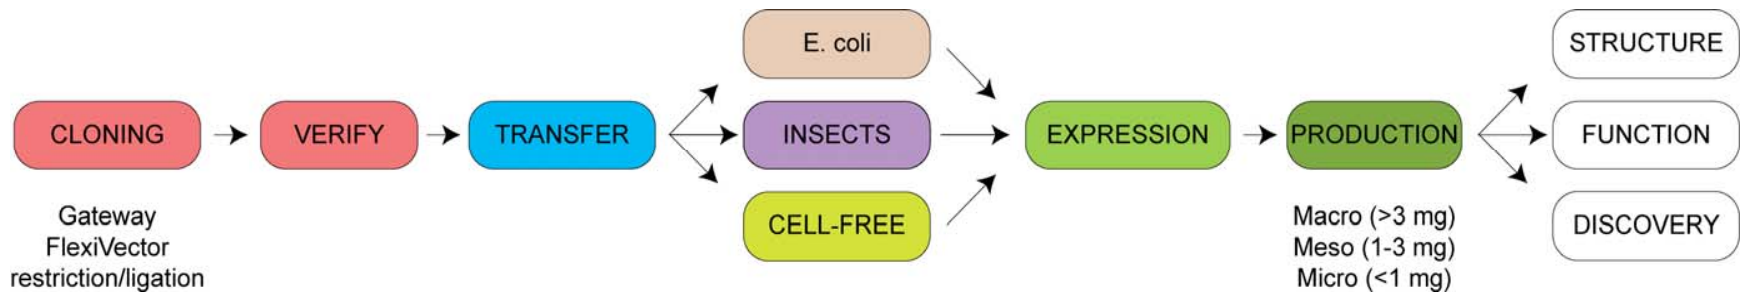 CLONING
Gateway
FlexiVector
restriction/ligation
VERIFY
TRANSFER
E. coli
INSECTS
CELL-FREE
EXPRESSION
PRODUCTION
Macro (>3 mg)
Meso (1-3 mg)
Micro (<1 mg)
STRUCTURE
FUNCTION
DISCOVERY